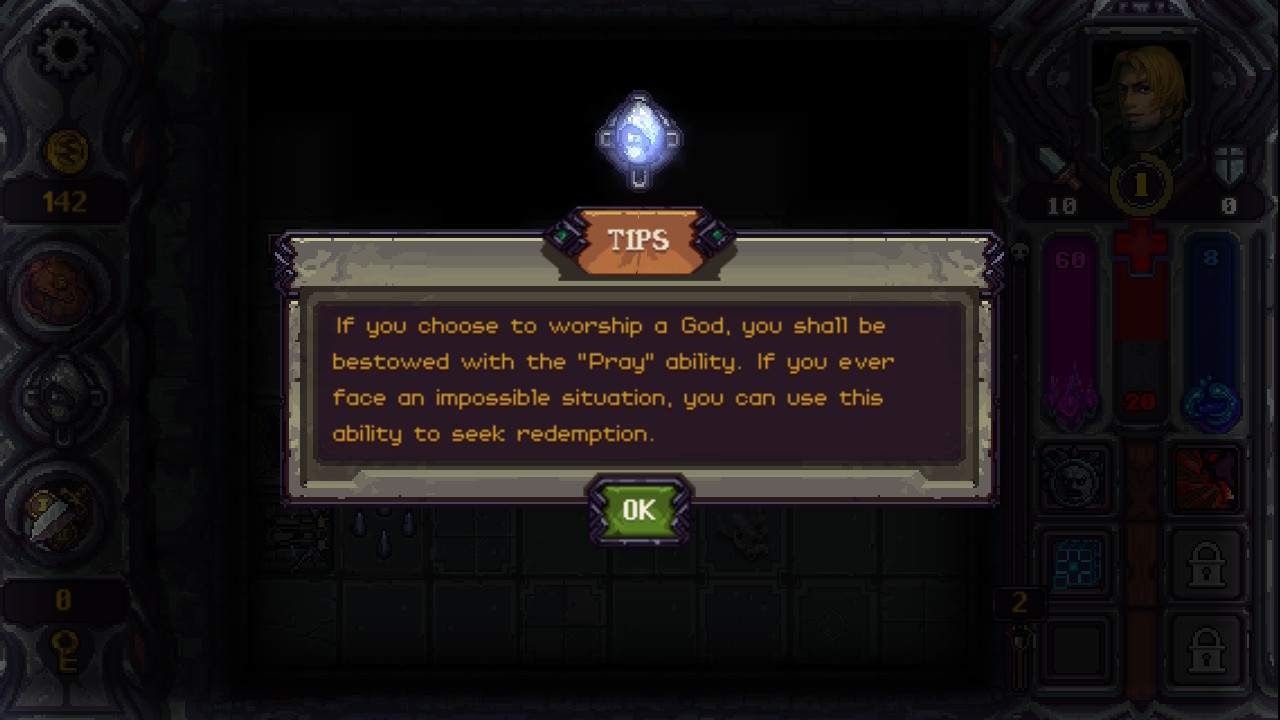 142
TIPS
If you choose to worship a God, you shall be
bestowed with the "Pray" ability. If you ever
face an impossible situation, you can use this
ability to seek redemption.
OK
0
1
10
0
60
8
20
2